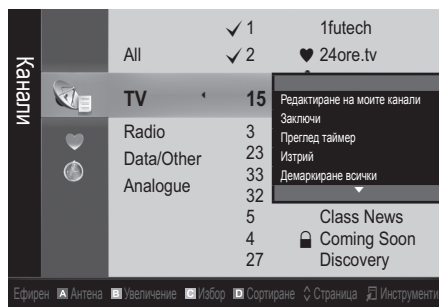 Канали
✓ 1 1futech
All ✓ 2 ♥ 24ore.tv
TV 15
Редактиране на моите канали
Заключи
Преглед таймер
Изтрий
Демаркиране всички
Radio 3
Data/Other 23
Analogue 33
32
5 Class News
4 Coming Soon
27 Discovery
Ефирен A Антена B Увеличение C Избор D Сортиране Страница Инструменти